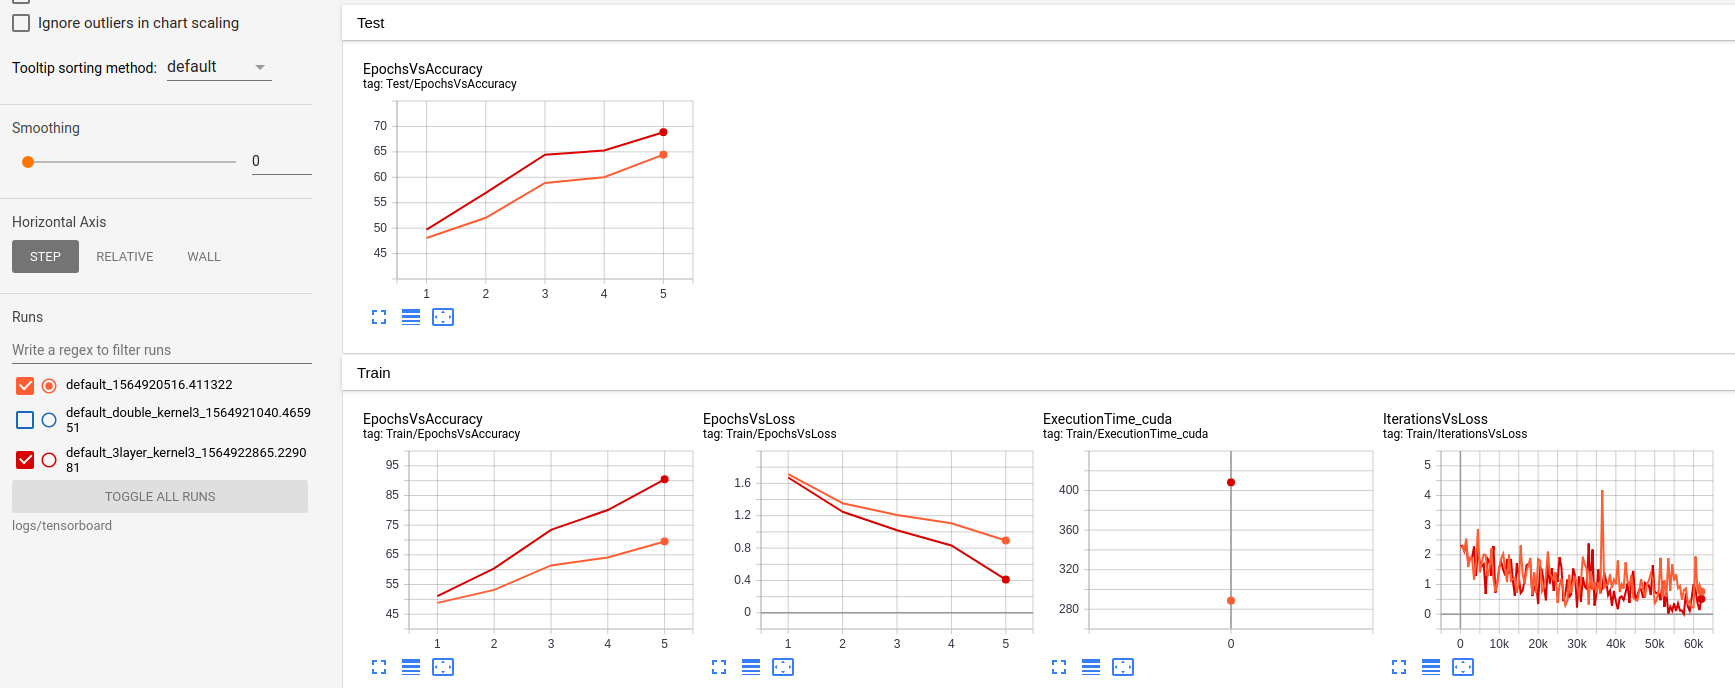 Ignore outliers in chart scaling
Tooltip sorting method: default
Smoothing
0
Horizontal Axis
STEP RELATIVE WALL
Runs
Write a regex to filter runs
default_1564920516.411322
default_double_kernel3_1564921040.4659
51
default_3layer_kernel3_1564922865.2290
81
TOGGLE ALL RUNS
logs/tensorboard
Test
EpochsVsAccuracy
tag: Test/EpochsVsAccuracy
70
65
60
55
50
45
1 2 3 4 5
Train
EpochsVsAccuracy
tag: Train/EpochsVsAccuracy
95
85
75
65
55
45
1 2 3 4 5
EpochsVsLoss
tag: Train/EpochsVsLoss
1.6
1.2
0.8
0.4
0
1 2 3 4 5
ExecutionTime_cuda
tag: Train/ExecutionTime_cuda
400
360
320
280
0
IterationsVsLoss
tag: Train/IterationsVsLoss
5
4
3
2
1
0
0 10k 20k 30k 40k 50k 60k